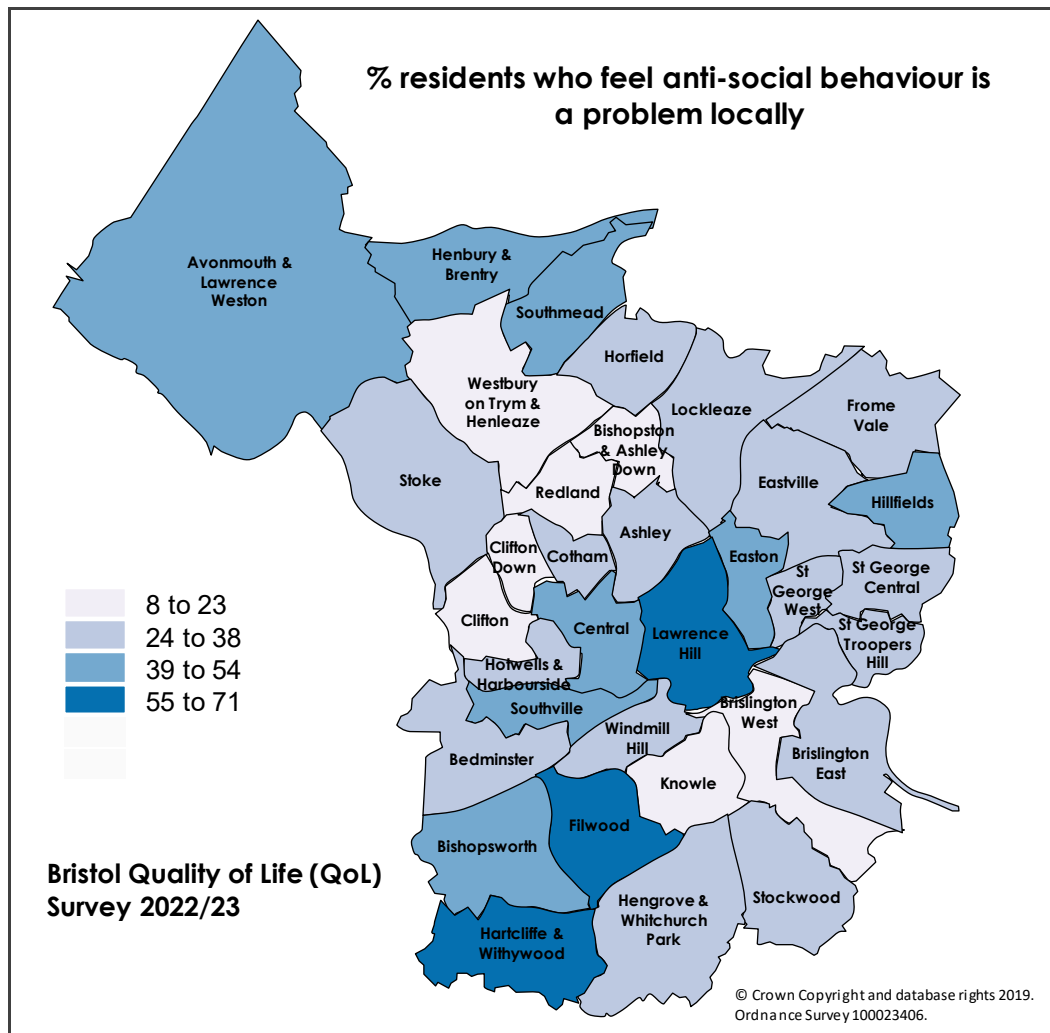 % residents who feel anti-social behaviour is
a problem locally
Avonmouth &
Lawrence
Weston
Henbury &
Brentry
Southmead
Horfield
Westbury
on Trym &
Henleaze
Lockleaze
Frome
Vale
Bishopston
& Ashley
Down
Stoke
Redland
Eastville
Hillfields
Ashley
Clifton
Down
Cotham
Easton
St
George
West
St George
Central
Clifton
Central
Lawrence
Hill
St George
Troopers
Hill
Hotwells &
Harbourside
Southville
Brislington
West
Windmill
Hill
Bedminster
Brislington
East
Knowle
Filwood
Bishopsworth
Stockwood
Hengrove &
Whitchurch
Park
Hartcliffe &
Withywood
8 to 23
24 to 38
39 to 54
55 to 71
Bristol Quality of Life (QoL)
Survey 2022/23
© Crown Copyright and database rights 2019.
Ordnance Survey 100023406.